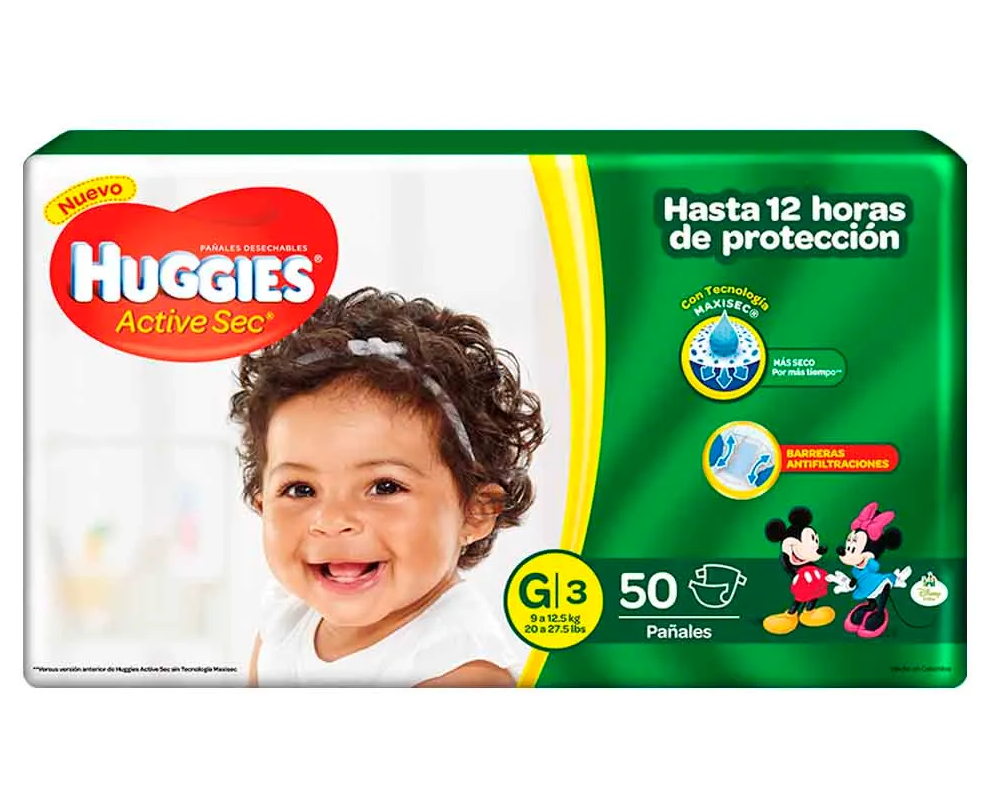 Nuevo
PAÑALES DESECHABLES
HUGGIES®
Active Sec®
Hasta 12 horas
de protección
Con Tecnología
MAXISEC®
MÁS SECO
Por más tiempo**
BARRERAS
ANTIFILTRACIONES
G|3
9 a 12.5 kg
20 a 27.5 lbs
50
Pañales
Disney
**Versus versión anterior de Huggies Active Sec sin Tecnología Maxisec
Hecho en Colombia